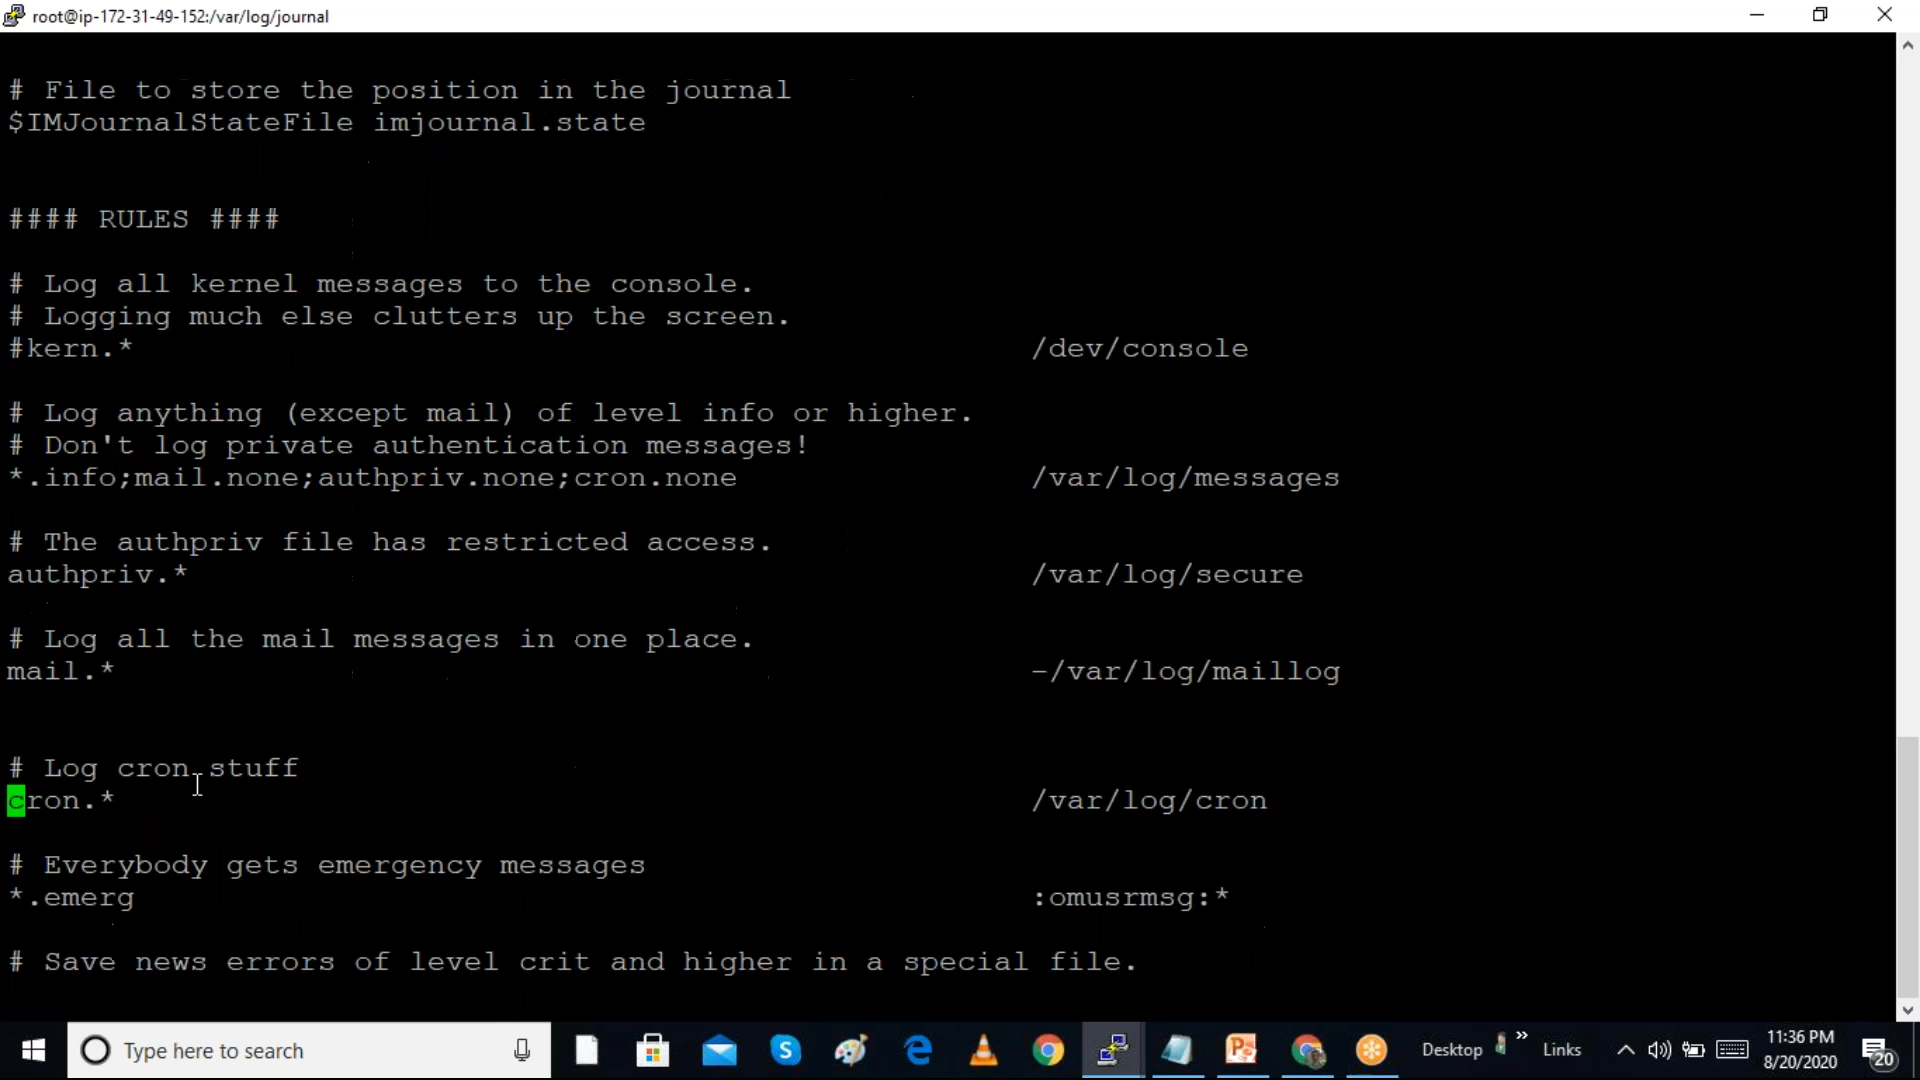 root@ip-172-31-49-152:/var/log/journal
# File to store the position in the journal
$IMJournalStateFile imjournal.state
#### RULES ####
# Log all kernel messages to the console.
# Logging much else clutters up the screen.
#kern.* /dev/console
# Log anything (except mail) of level info or higher.
# Don't log private authentication messages!
*.info;mail.none;authpriv.none;cron.none /var/log/messages
# The authpriv file has restricted access.
authpriv.* /var/log/secure
# Log all the mail messages in one place.
mail.* -/var/log/maillog
# Log cron stuff
cron.* /var/log/cron
# Everybody gets emergency messages
*.emerg :omusrmsg:*
# Save news errors of level crit and higher in a special file.
Type here to search
Desktop
Links
11:36 PM
8/20/2020
20